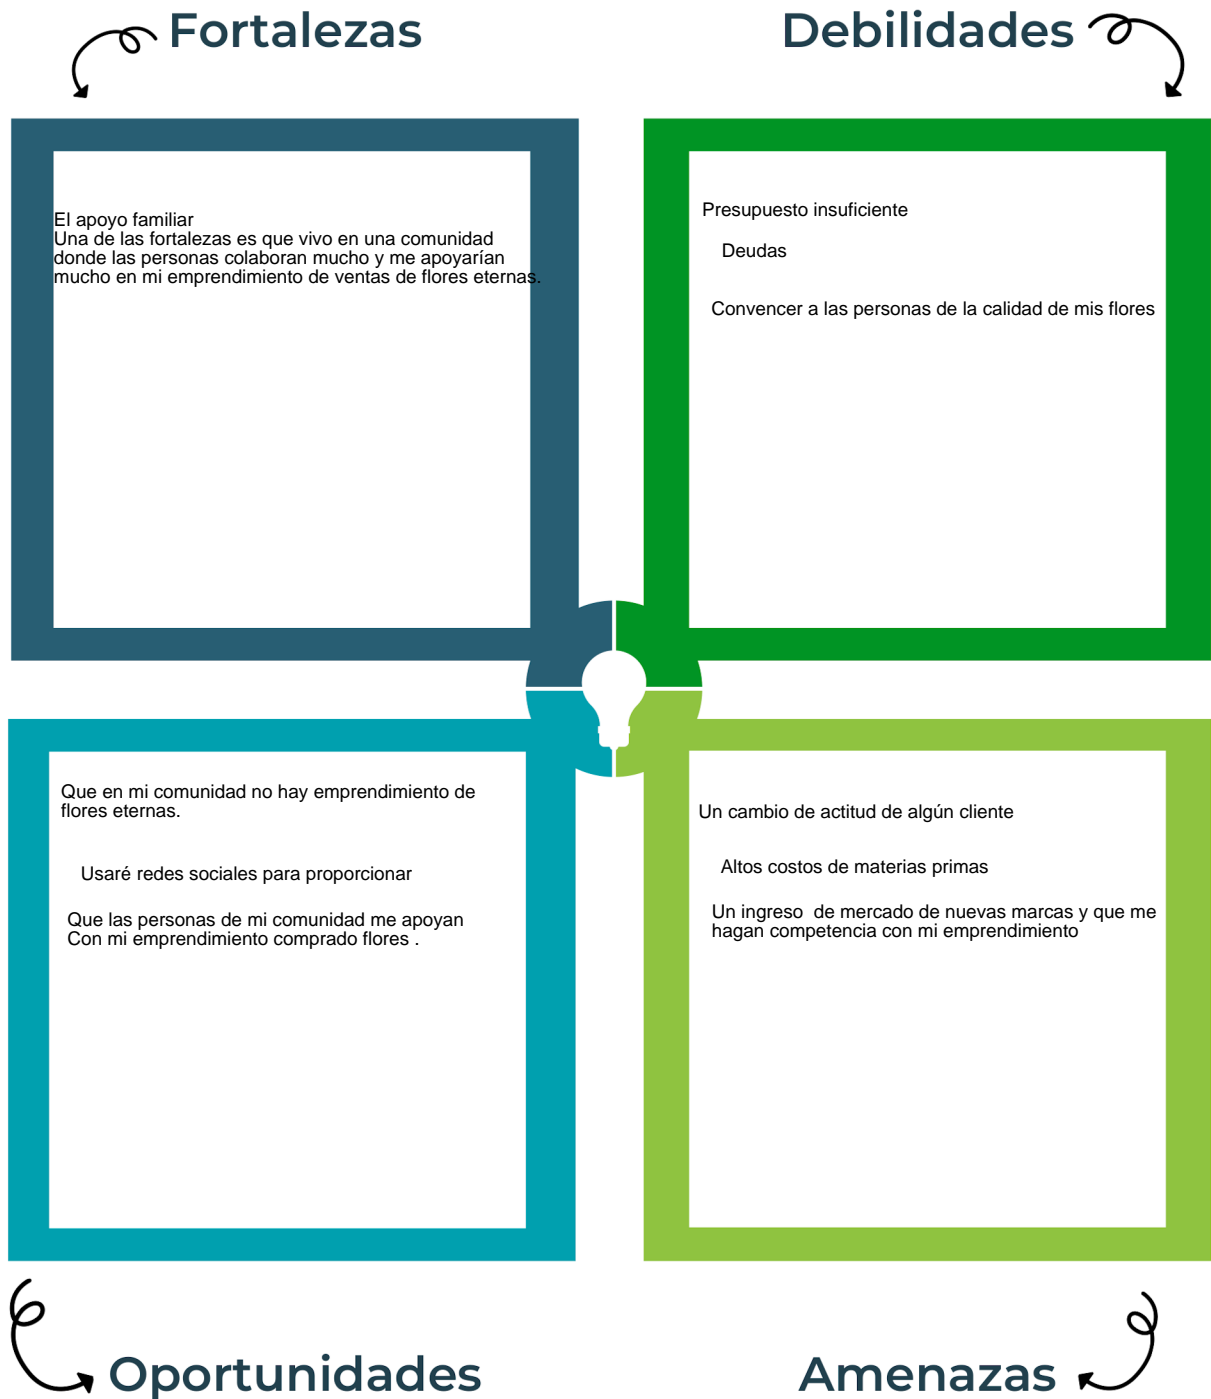 Fortalezas
El apoyo familiar
Una de las fortalezas es que vivo en una comunidad
donde las personas colaboran mucho y me apoyarían
mucho en mi emprendimiento de ventas de flores eternas.
Debilidades
Presupuesto insuficiente
Deudas
Convencer a las personas de la calidad de mis flores
Que en mi comunidad no hay emprendimiento de
flores eternas.
Usaré redes sociales para proporcionar
Que las personas de mi comunidad me apoyan
Con mi emprendimiento comprado flores .
Oportunidades
Un cambio de actitud de algún cliente
Altos costos de materias primas
Un ingreso  de mercado de nuevas marcas y que me
hagan competencia con mi emprendimiento
Amenazas